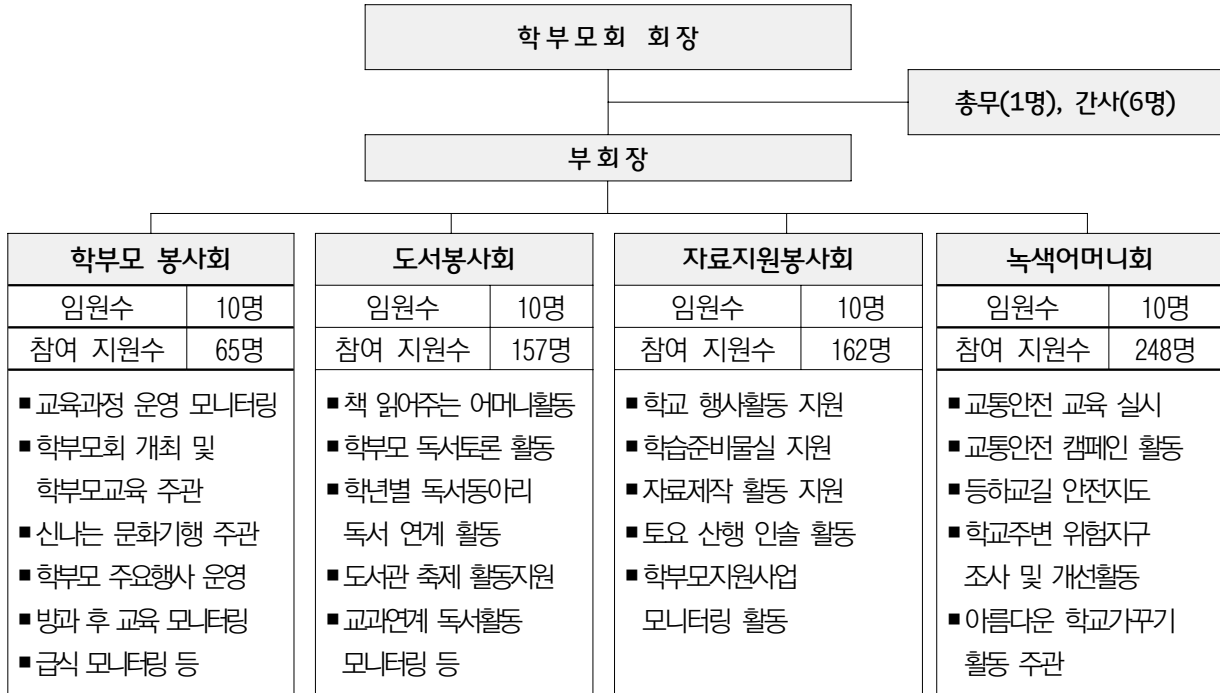 학부모회 회장
총무(1명), 간사(6명)
부회장
학부모 봉사회
임원수 10명
참여 지원수 65명
■ 교육과정 운영 모니터링
■ 학부모회 개최 및
학부모교육 주관
■ 신나는 문화기행 주관
■ 학부모 주요행사 운영
■ 방과 후 교육 모니터링
■ 급식 모니터링 등
도서봉사회
임원수 10명
참여 지원수 157명
■ 책 읽어주는 어머니활동
■ 학부모 독서토론 활동
■ 학년별 독서동아리
독서 연계 활동
■ 도서관 축제 활동지원
■ 교과연계 독서활동
모니터링 등
자료지원봉사회
임원수 10명
참여 지원수 162명
■ 학교 행사활동 지원
■ 학습준비물실 지원
■ 자료제작 활동 지원
■ 토요 산행 인솔 활동
■ 학부모지원사업
모니터링 활동
녹색어머니회
임원수 10명
참여 지원수 248명
■ 교통안전 교육 실시
■ 교통안전 캠페인 활동
■ 등하교길 안전지도
■ 학교주변 위험지구
조사 및 개선활동
■ 아름다운 학교가꾸기
활동 주관